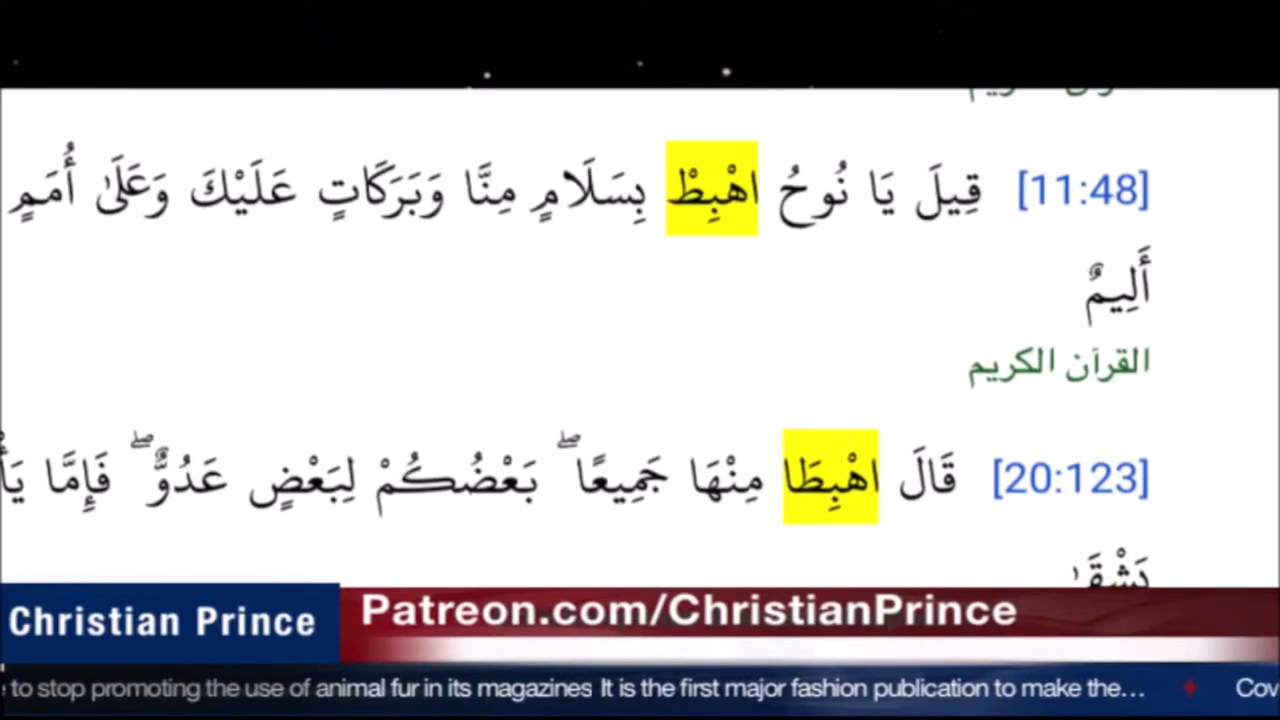 [11:48] قِيلَ يَا نُوحُ اهْبِطْ بِسَلَامٍ مِنَّا وَبَرَكَاتٍ عَلَيْكَ وَعَلَىٰ أُمَمٍ
أَلِيمٌ
القرآن الكريم
[20:123] قَالَ اهْبِطَا مِنْهَا جَمِيعًا ۖ بَعْضُكُمْ لِبَعْضٍ عَدُوٌّ ۖ فَإِمَّا
يَشْقَىٰ
Christian Prince
Patreon.com/ChristianPrince
to stop promoting the use of animal fur in its magazines It is the first major fashion publication to make the... ♦